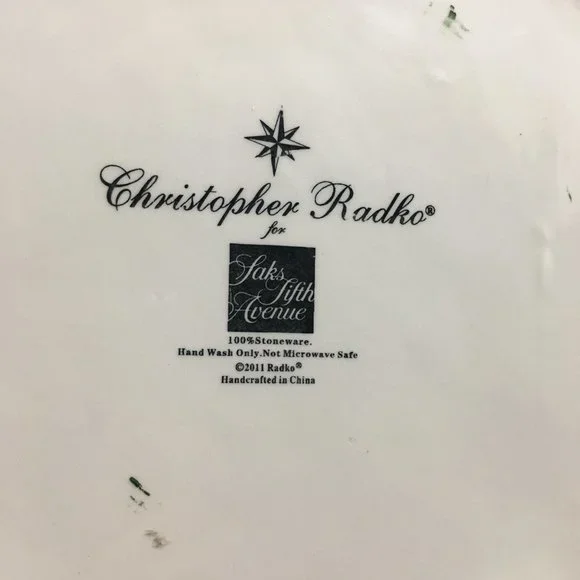 Christopher Radko®
for
Saks
Fifth
Avenue
100%Stoneware.
Hand Wash Only.Not Microwave Safe
©2011 Radko®
Handcrafted in China